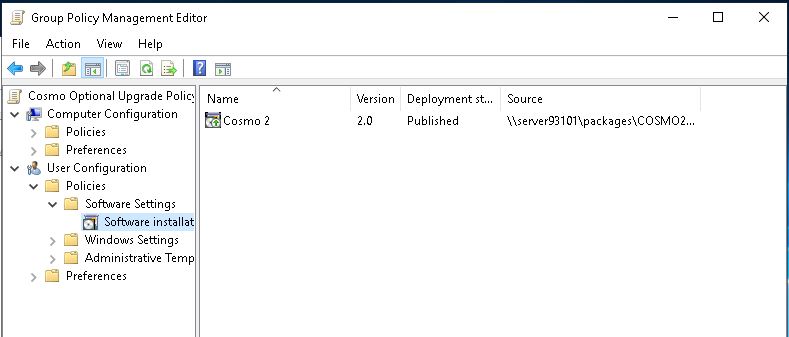 Group Policy Management Editor
File Action View Help
Cosmo Optional Upgrade Policy
Computer Configuration
Policies
Preferences
User Configuration
Policies
Software Settings
Software installat
Windows Settings
Administrative Temp
Preferences
Name Version Deployment st... Source
Cosmo 2 2.0 Published \\server93101\packages\COSMO2...